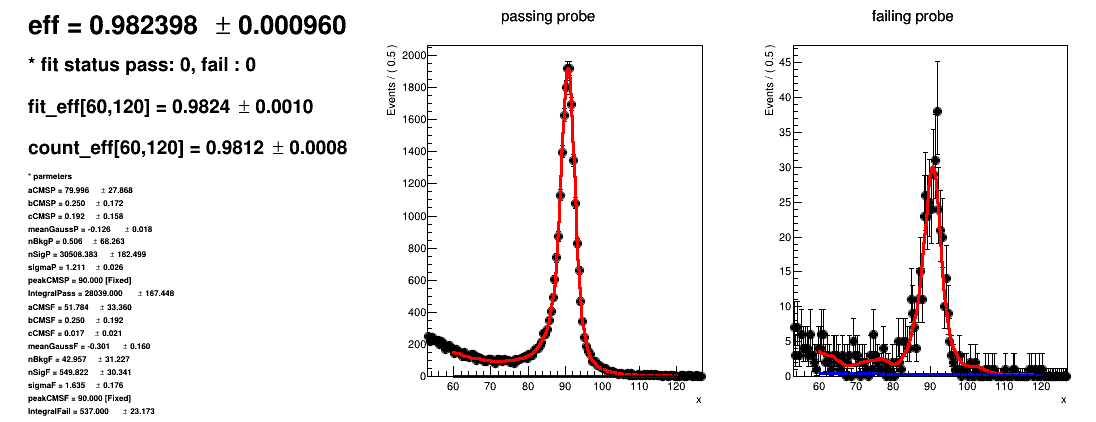 eff = 0.982398 ± 0.000960
* fit status pass: 0, fail : 0
fit_eff[60,120] = 0.9824 ± 0.0010
count_eff[60,120] = 0.9812 ± 0.0008
* parmeters
aCMSP = 79.996 ± 27.868
bCMSP = 0.250 ± 0.172
cCMSP = 0.192 ± 0.158
meanGaussP = -0.126 ± 0.018
nBkgP = 0.506 ± 68.263
nSigP = 30508.383 ± 182.499
sigmaP = 1.211 ± 0.026
peakCMSP = 90.000 [Fixed]
IntegralPass = 28039.000 ± 167.448
aCMSF = 51.784 ± 33.360
bCMSF = 0.250 ± 0.192
cCMSF = 0.017 ± 0.021
meanGaussF = -0.301 ± 0.160
nBkgF = 42.957 ± 31.227
nSigF = 549.822 ± 30.341
sigmaF = 1.635 ± 0.176
peakCMSF = 90.000 [Fixed]
IntegralFail = 537.000 ± 23.173
passing probe
Events / ( 0.5 )
2000
1800
1600
1400
1200
1000
800
600
400
200
0
60 70 80 90 100 110 120
x
failing probe
Events / ( 0.5 )
45
40
35
30
25
20
15
10
5
0
60 70 80 90 100 110 120
x